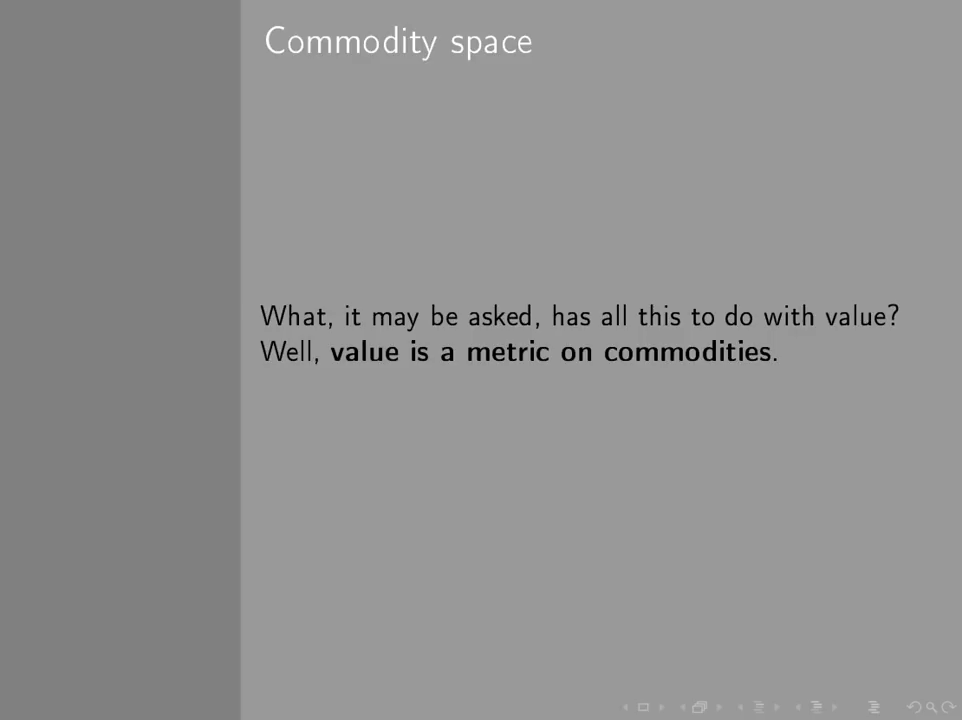 Commodity space
What, it may be asked, has all this to do with value?
Well, value is a metric on commodities.